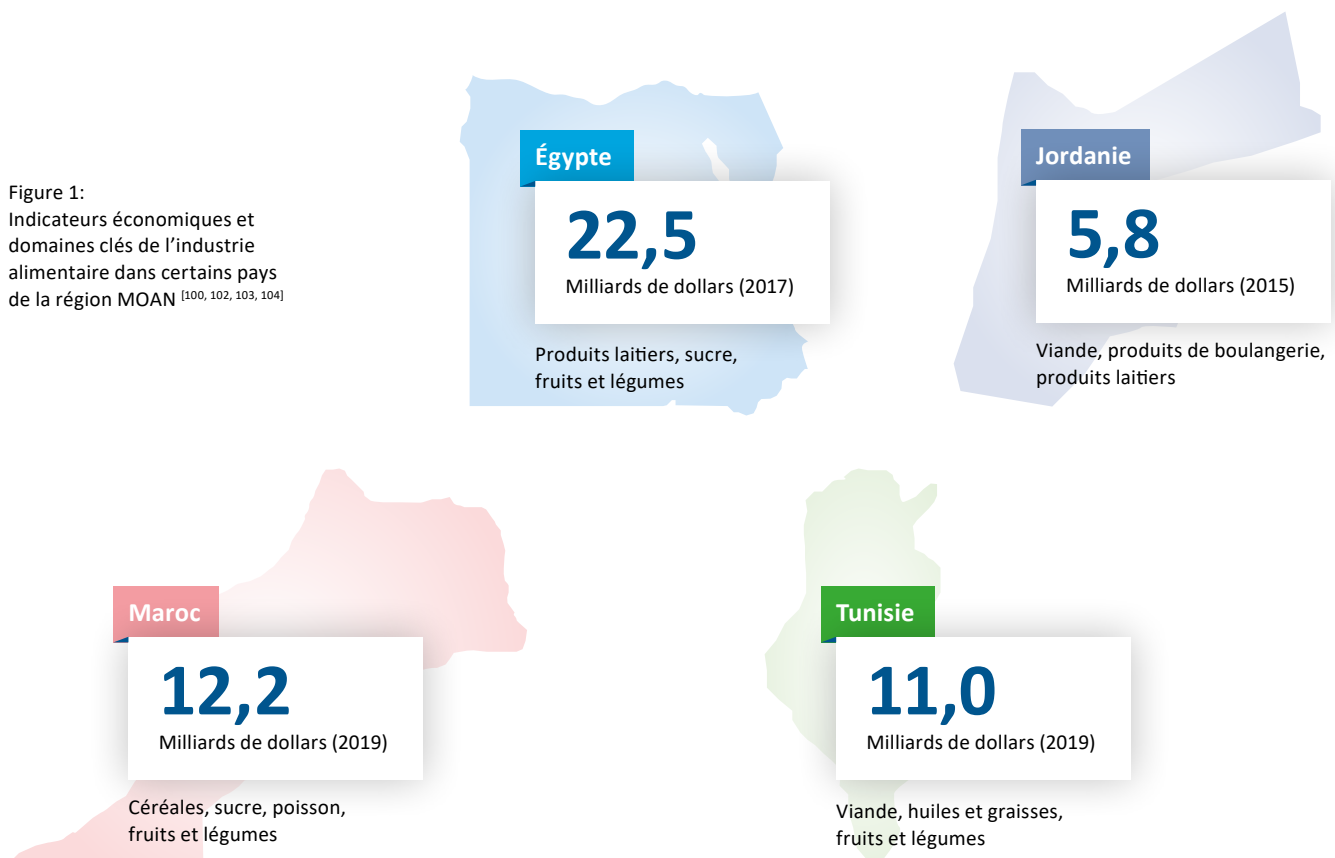 Figure 1:
Indicateurs économiques et
domaines clés de l’industrie
alimentaire dans certains pays
de la région MOAN [100, 102, 103, 104]
Égypte
22,5
Milliards de dollars (2017)
Produits laitiers, sucre,
fruits et légumes
Jordanie
5,8
Milliards de dollars (2015)
Viande, produits de boulangerie,
produits laitiers
Maroc
12,2
Milliards de dollars (2019)
Céréales, sucre, poisson,
fruits et légumes
Tunisie
11,0
Milliards de dollars (2019)
Viande, huiles et graisses,
fruits et légumes